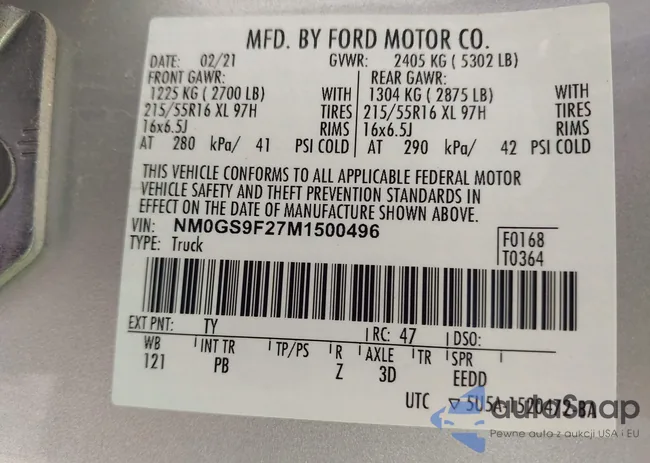 MFD. BY FORD MOTOR CO.
DATE: 02/21 GVWR: 2405 KG ( 5302 LB)
FRONT GAWR: REAR GAWR:
1225 KG ( 2700 LB) WITH 1304 KG ( 2875 LB) WITH
215/55R16 XL 97H TIRES 215/55R16 XL 97H TIRES
16x6.5J RIMS 16x6.5J RIMS
AT 280 kPa/ 41 PSI COLD AT 290 kPa/ 42 PSI COLD
THIS VEHICLE CONFORMS TO ALL APPLICABLE FEDERAL MOTOR
VEHICLE SAFETY AND THEFT PREVENTION STANDARDS IN
EFFECT ON THE DATE OF MANUFACTURE SHOWN ABOVE.
VIN: NM0GS9F27M1500496
TYPE: Truck
F0168
T0364
EXT PNT: TY RC: 47 DSO:
WB INT TR TP/PS R AXLE TR SPR
121 PB Z 3D EEDD
UTC ▽ 5U5A-1520472-BA
autoSnap
Pewne auta z aukcji USA i EU